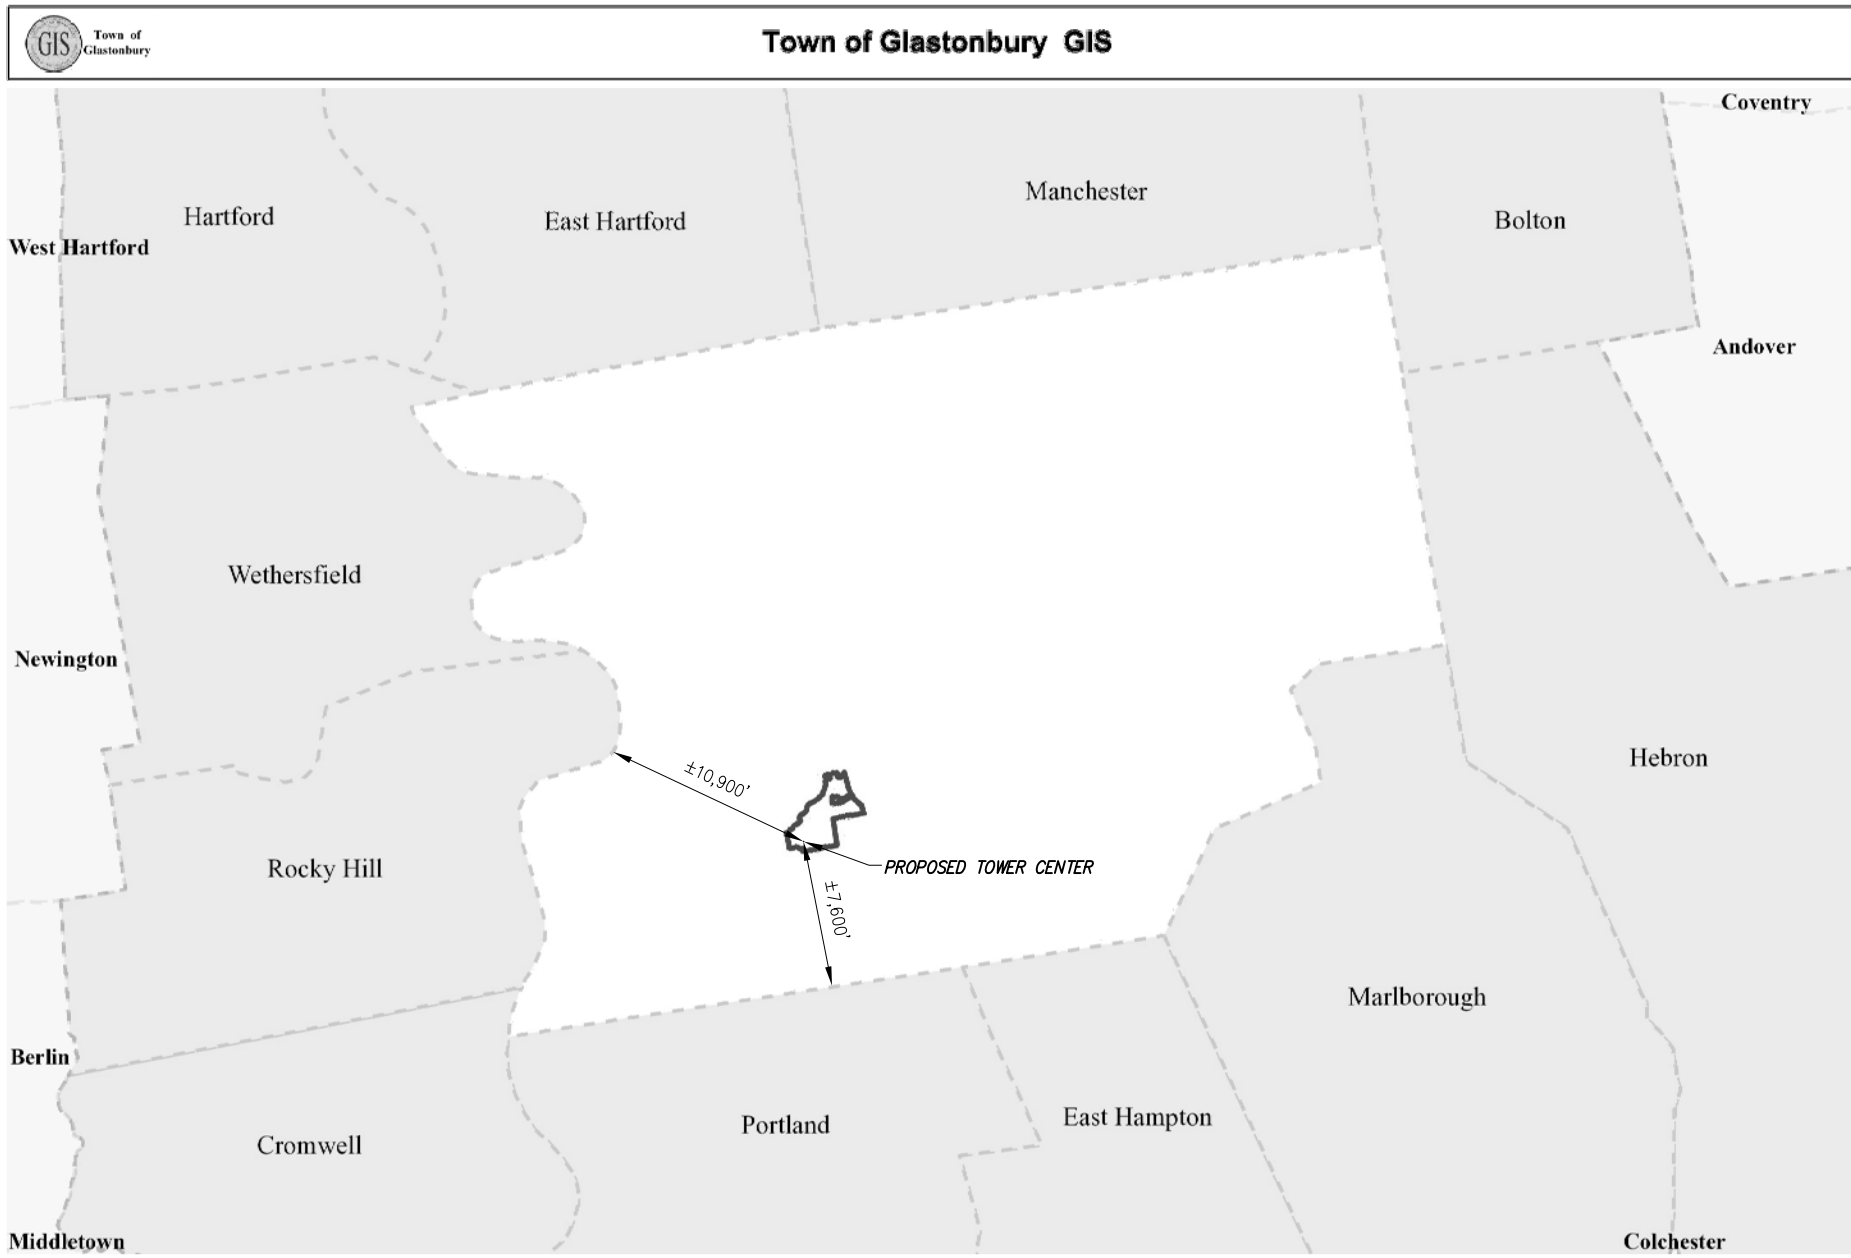 GIS
Town of
Glastonbury
Town of Glastonbury GIS
Coventry
Manchester
Hartford
East Hartford
Bolton
West Hartford
Andover
Wethersfield
Newington
Hebron
±10,900'
Rocky Hill
PROPOSED TOWER CENTER
±7,600'
Marlborough
Berlin
East Hampton
Portland
Cromwell
Middletown
Colchester